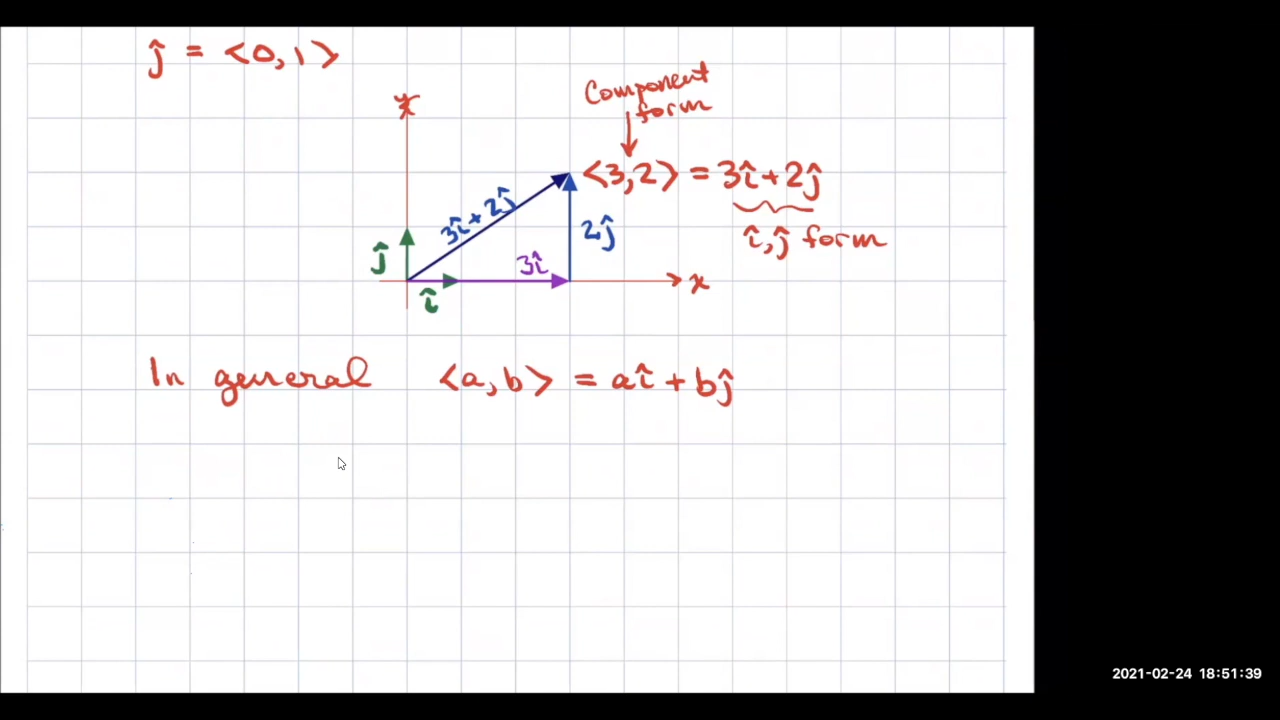 ĵ = <0,1>
Component
form
<3,2> = 3î+2ĵ
3î+2ĵ
2ĵ
î,ĵ form
ĵ
3î
x
î
In general <a,b> = aî+bĵ
2021-02-24 18:51:39